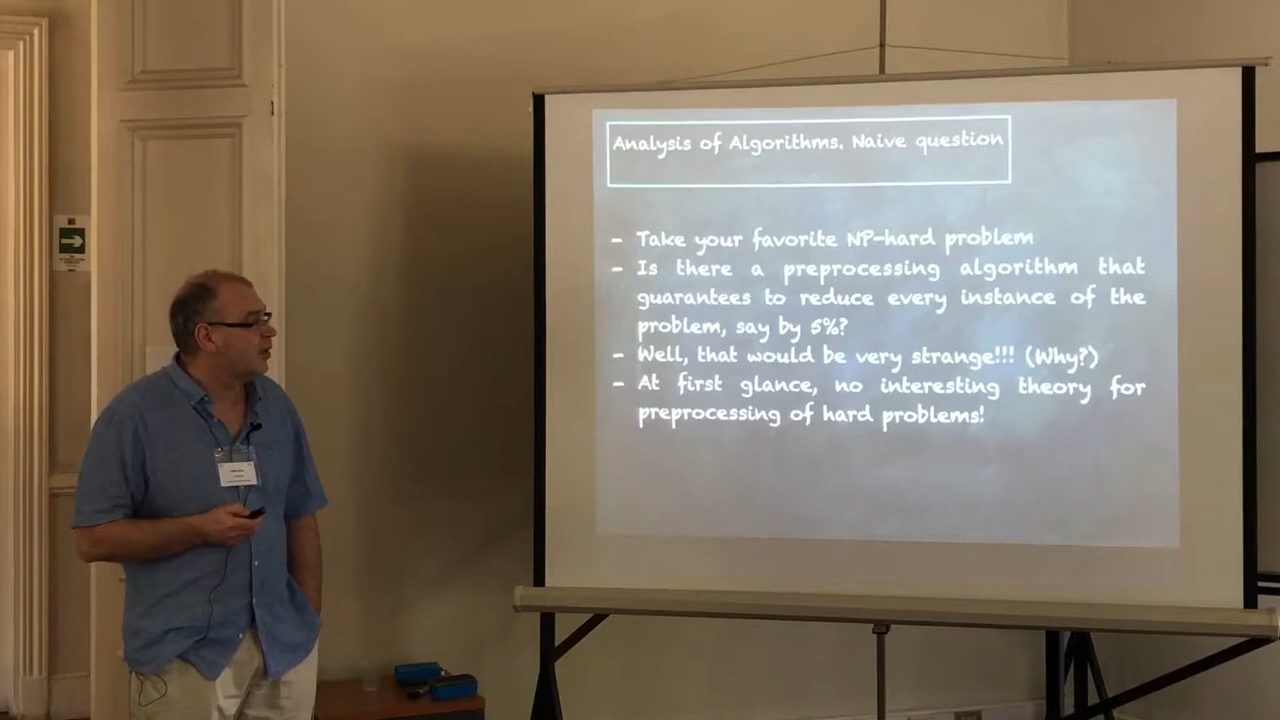 Analysis of Algorithms. Naive question
- Take your favorite NP-hard problem
- Is there a preprocessing algorithm that
guarantees to reduce every instance of the
problem, say by 5%?
- Well, that would be very strange!!! (Why?)
- At first glance, no interesting theory for
preprocessing of hard problems!